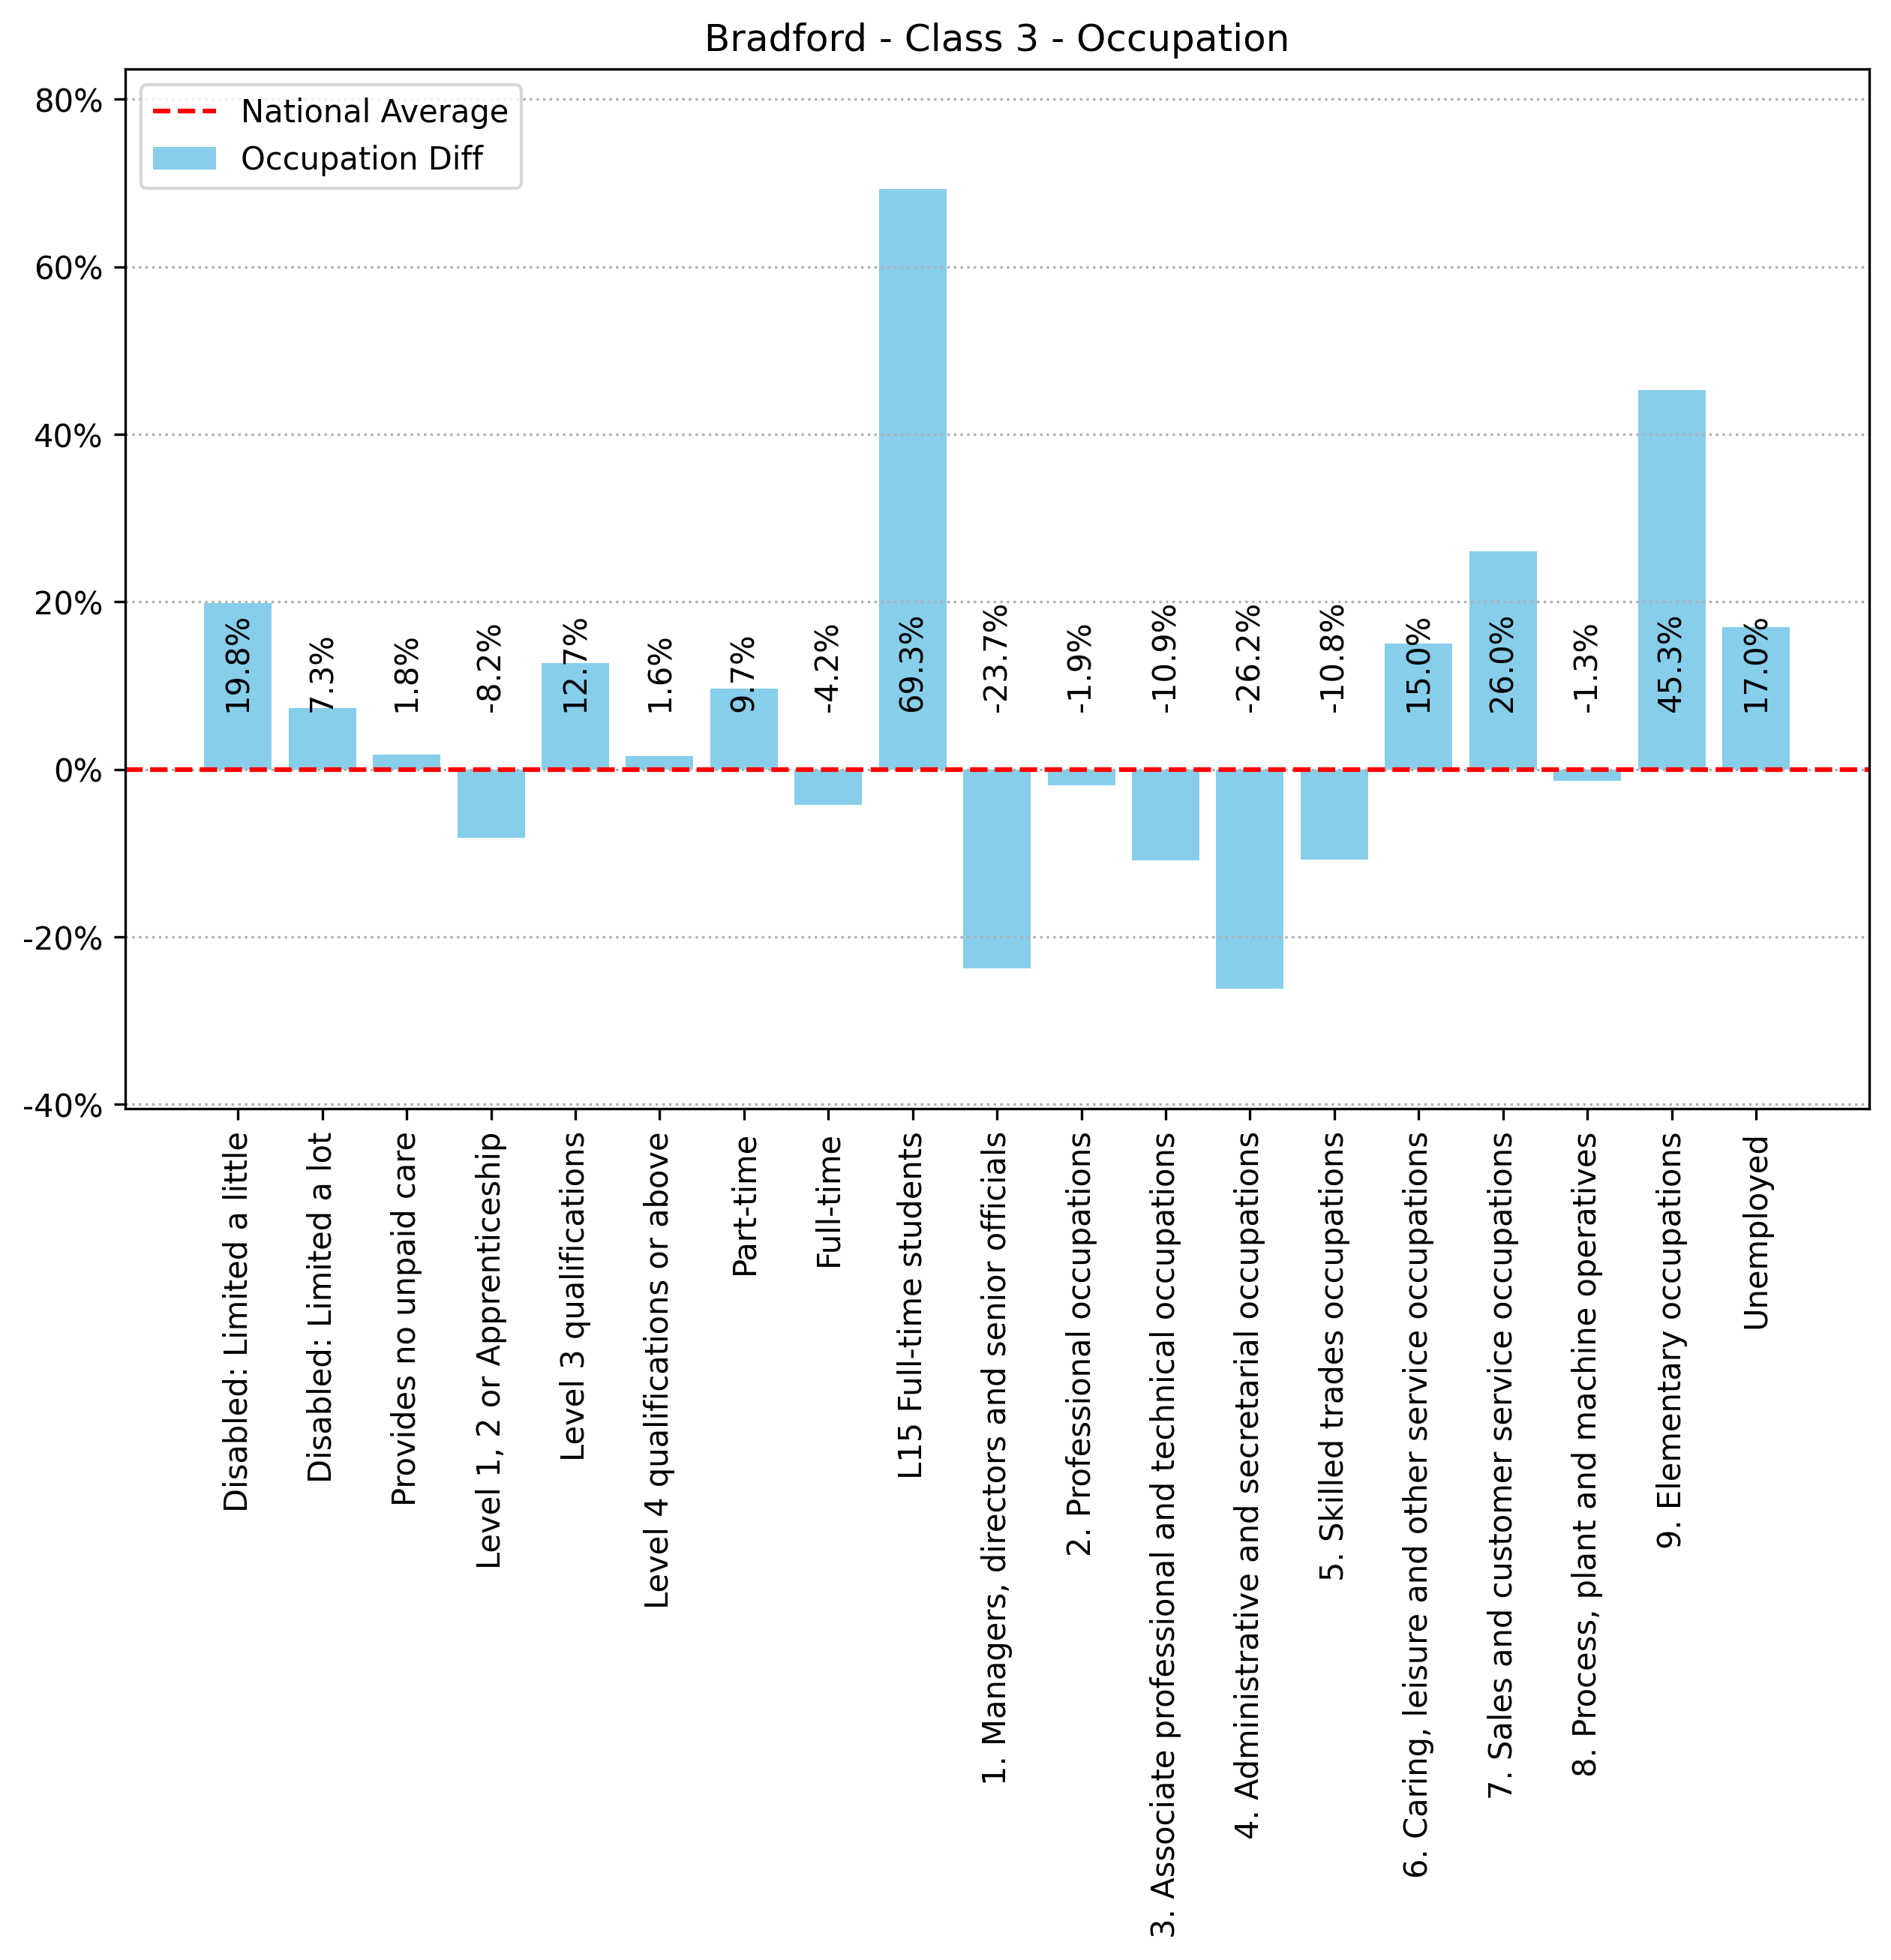 Bradford - Class 3 - Occupation
National Average
Occupation Diff
80%
60%
40%
20%
0%
-20%
-40%
19.8%
7.3%
1.8%
-8.2%
12.7%
1.6%
9.7%
-4.2%
69.3%
-23.7%
-1.9%
-10.9%
-26.2%
-10.8%
15.0%
26.0%
-1.3%
45.3%
17.0%
Disabled: Limited a little
Disabled: Limited a lot
Provides no unpaid care
Level 1, 2 or Apprenticeship
Level 3 qualifications
Level 4 qualifications or above
Part-time
Full-time
L15 Full-time students
1. Managers, directors and senior officials
2. Professional occupations
3. Associate professional and technical occupations
4. Administrative and secretarial occupations
5. Skilled trades occupations
6. Caring, leisure and other service occupations
7. Sales and customer service occupations
8. Process, plant and machine operatives
9. Elementary occupations
Unemployed